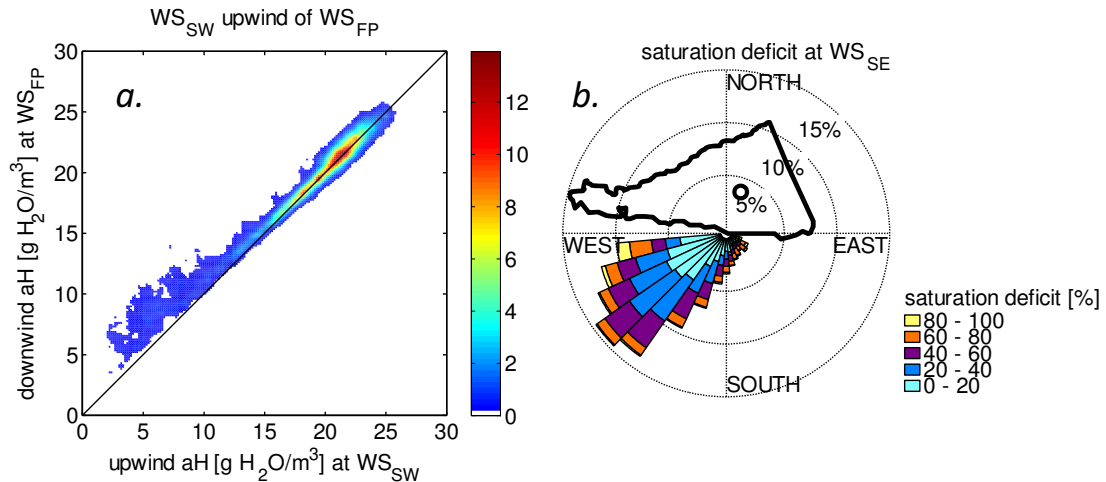 WS_SW upwind of WS_FP
a.
30
25
20
15
10
5
0
0 5 10 15 20 25 30
downwind aH [g H_2O/m^3] at WS_FP
upwind aH [g H_2O/m^3] at WS_SW
12
10
8
6
4
2
0
saturation deficit at WS_SE
b.
NORTH
15%
10%
5%
WEST
EAST
SOUTH
saturation deficit [%]
80 - 100
60 - 80
40 - 60
20 - 40
0 - 20